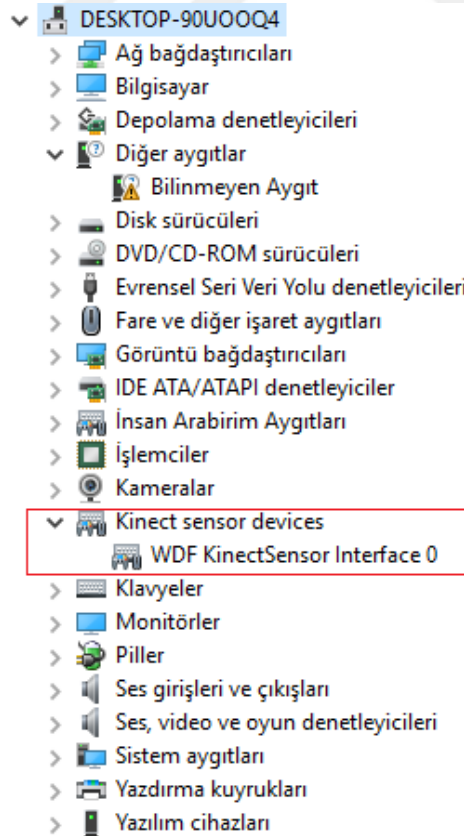 DESKTOP-90UOOQ4
Ağ bağdaştırıcıları
Bilgisayar
Depolama denetleyicileri
Diğer aygıtlar
Bilinmeyen Aygıt
Disk sürücüleri
DVD/CD-ROM sürücüleri
Evrensel Seri Veri Yolu denetleyicileri
Fare ve diğer işaret aygıtları
Görüntü bağdaştırıcıları
IDE ATA/ATAPI denetleyiciler
İnsan Arabirim Aygıtları
İşlemciler
Kameralar
Kinect sensor devices
WDF KinectSensor Interface 0
Klavyeler
Monitörler
Piller
Ses girişleri ve çıkışları
Ses, video ve oyun denetleyicileri
Sistem aygıtları
Yazdırma kuyrukları
Yazılım cihazları